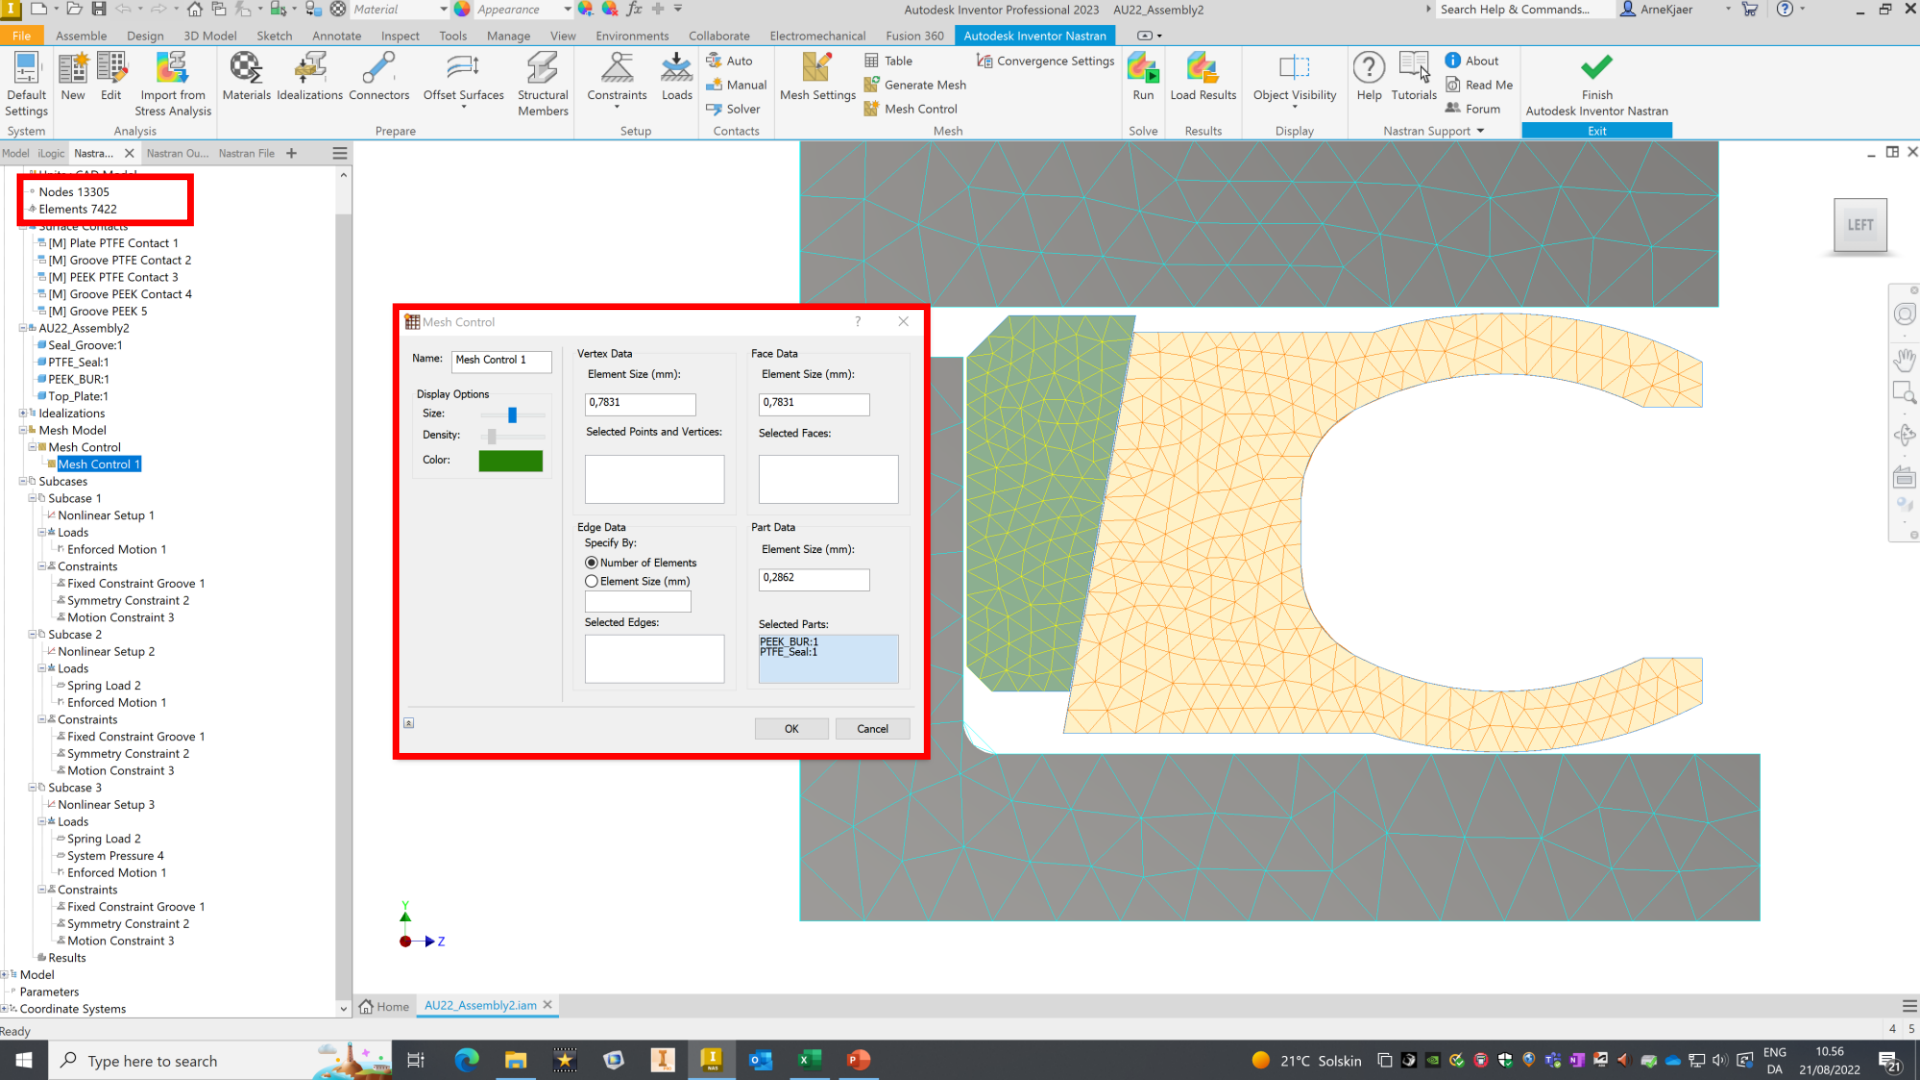 Material
Appearance
Autodesk Inventor Professional 2023 AU22_Assembly2
Search Help & Commands...
ArneKjaer
File
Assemble
Design
3D Model
Sketch
Annotate
Inspect
Tools
Manage
View
Environments
Collaborate
Electromechanical
Fusion 360
Autodesk Inventor Nastran
Default
Settings
System
New
Edit
Import from
Stress Analysis
Analysis
Materials
Idealizations
Connectors
Offset Surfaces
Structural
Members
Prepare
Constraints
Loads
Setup
Auto
Manual
Solver
Contacts
Mesh Settings
Table
Generate Mesh
Mesh Control
Convergence Settings
Mesh
Run
Solve
Load Results
Results
Object Visibility
Display
Help
Tutorials
About
Read Me
Forum
Nastran Support
Finish
Autodesk Inventor Nastran
Exit
Model
iLogic
Nastra...
Nastran Ou...
Nastran File
Nodes 13305
Elements 7422
Surface Contacts
[M] Plate PTFE Contact 1
[M] Groove PTFE Contact 2
[M] PEEK PTFE Contact 3
[M] Groove PEEK Contact 4
[M] Groove PEEK 5
AU22_Assembly2
Seal_Groove:1
PTFE_Seal:1
PEEK_BUR:1
Top_Plate:1
Idealizations
Mesh Model
Mesh Control
Mesh Control 1
Subcases
Subcase 1
Nonlinear Setup 1
Loads
Enforced Motion 1
Constraints
Fixed Constraint Groove 1
Symmetry Constraint 2
Motion Constraint 3
Subcase 2
Nonlinear Setup 2
Loads
Spring Load 2
Enforced Motion 1
Constraints
Fixed Constraint Groove 1
Symmetry Constraint 2
Motion Constraint 3
Subcase 3
Nonlinear Setup 3
Loads
Spring Load 2
System Pressure 4
Enforced Motion 1
Constraints
Fixed Constraint Groove 1
Symmetry Constraint 2
Motion Constraint 3
Results
Model
Parameters
Coordinate Systems
Mesh Control
Name:
Mesh Control 1
Display Options
Size:
Density:
Color:
Vertex Data
Element Size (mm):
0,7831
Selected Points and Vertices:
Face Data
Element Size (mm):
0,7831
Selected Faces:
Edge Data
Specify By:
Number of Elements
Element Size (mm)
Selected Edges:
Part Data
Element Size (mm):
0,2862
Selected Parts:
PEEK_BUR:1
PTFE_Seal:1
OK
Cancel
LEFT
Y
Z
Home
AU22_Assembly2.iam
Ready
4 5
Type here to search
21°C Solskin
ENG
DA
10.56
21/08/2022
21